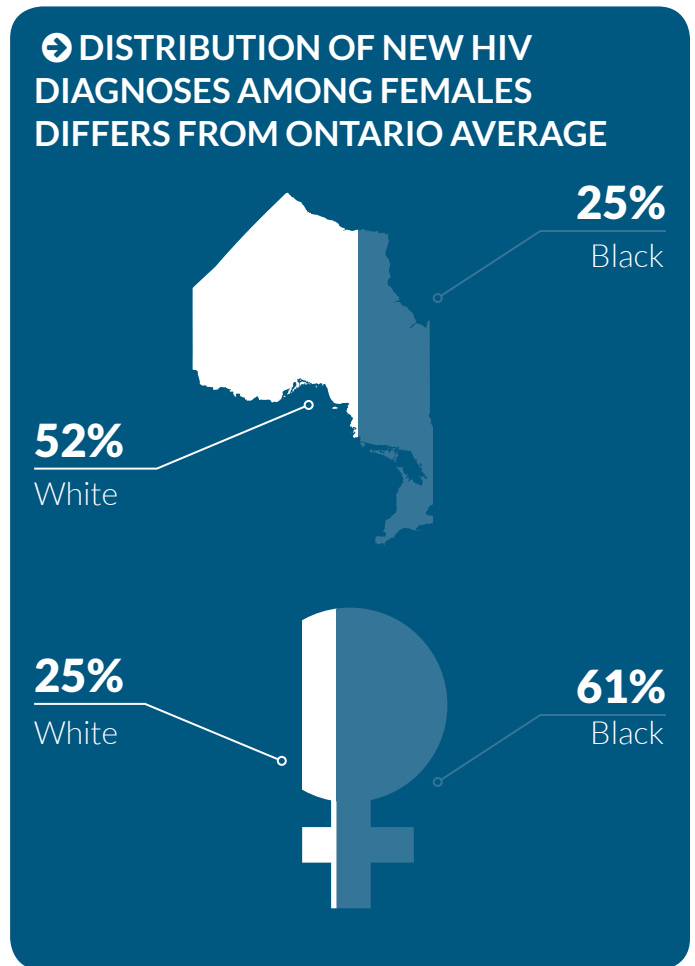 DISTRIBUTION OF NEW HIV
DIAGNOSES AMONG FEMALES
DIFFERS FROM ONTARIO AVERAGE
25%
Black
52%
White
25%
White
61%
Black